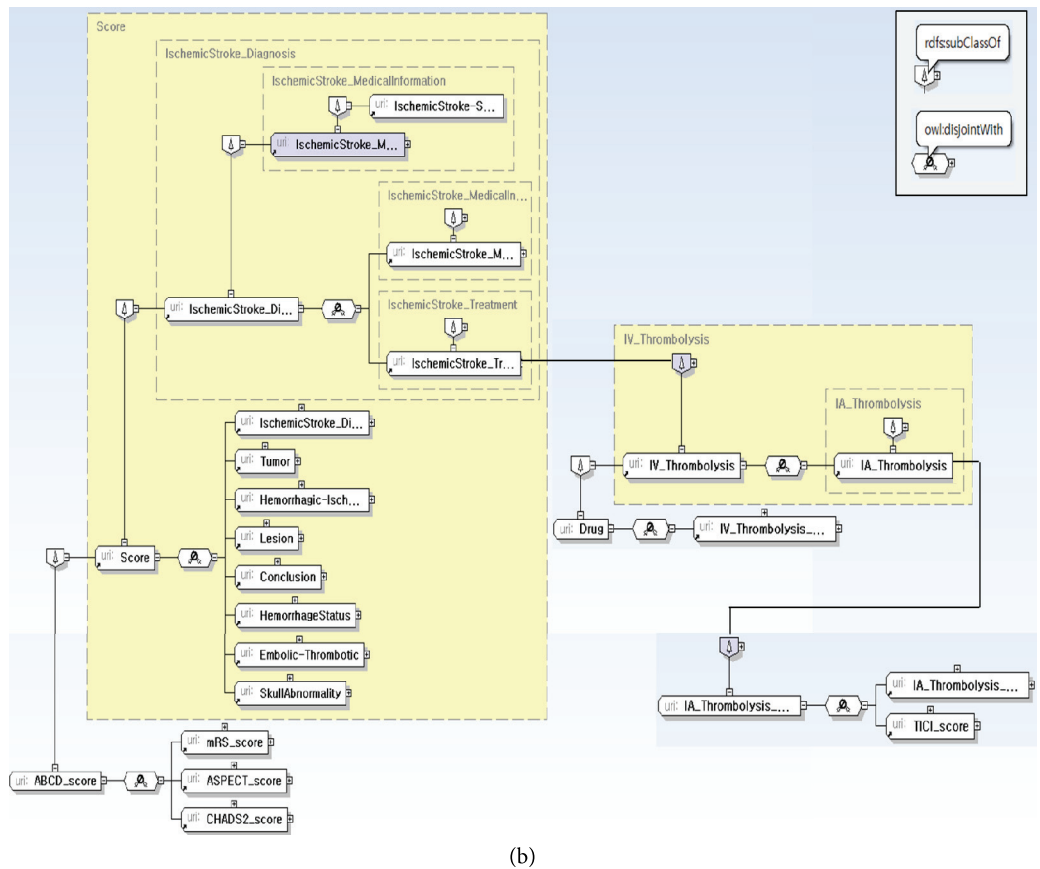 Score
IschemicStroke_Diagnosis
IschemicStroke_MedicalInformation
uri: IschemicStroke-S...
uri: IschemicStroke_M...
IschemicStroke_MedicalIn...
uri: IschemicStroke_M...
uri: IschemicStroke_Di...
IschemicStroke_Treatment
uri: IschemicStroke_Tr...
uri: IschemicStroke_Di...
uri: Tumor
uri: Hemorrhagic-Isch...
uri: Lesion
uri: Score
uri: Conclusion
uri: HemorrhageStatus
uri: Embolic-Thrombotic
uri: SkullAbnormality
uri: mRS_score
uri: ABCD_score
uri: ASPECT_score
uri: CHADS2_score
rdfs:subClassOf
owl:disjointWith
IV_Thrombolysis
IA_Thrombolysis
uri: IV_Thrombolysis
uri: IA_Thrombolysis
uri: Drug
uri: IV_Thrombolysis_...
uri: IA_Thrombolysis_...
uri: IA_Thrombolysis_...
uri: TICI_score
(b)